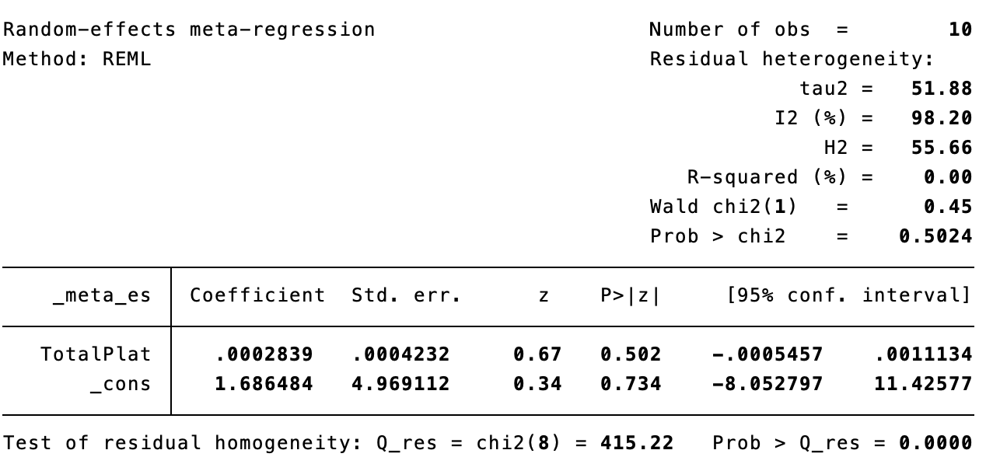 Random-effects meta-regression Number of obs = 10
Method: REML Residual heterogeneity:
tau2 = 51.88
I2 (%) = 98.20
H2 = 55.66
R-squared (%) = 0.00
Wald chi2(1) = 0.45
Prob > chi2 = 0.5024
_meta_es Coefficient Std. err. z P>|z| [95% conf. interval]
TotalPlat .0002839 .0004232 0.67 0.502 -.0005457 .0011134
_cons 1.686484 4.969112 0.34 0.734 -8.052797 11.42577
Test of residual homogeneity: Q_res = chi2(8) = 415.22 Prob > Q_res = 0.0000